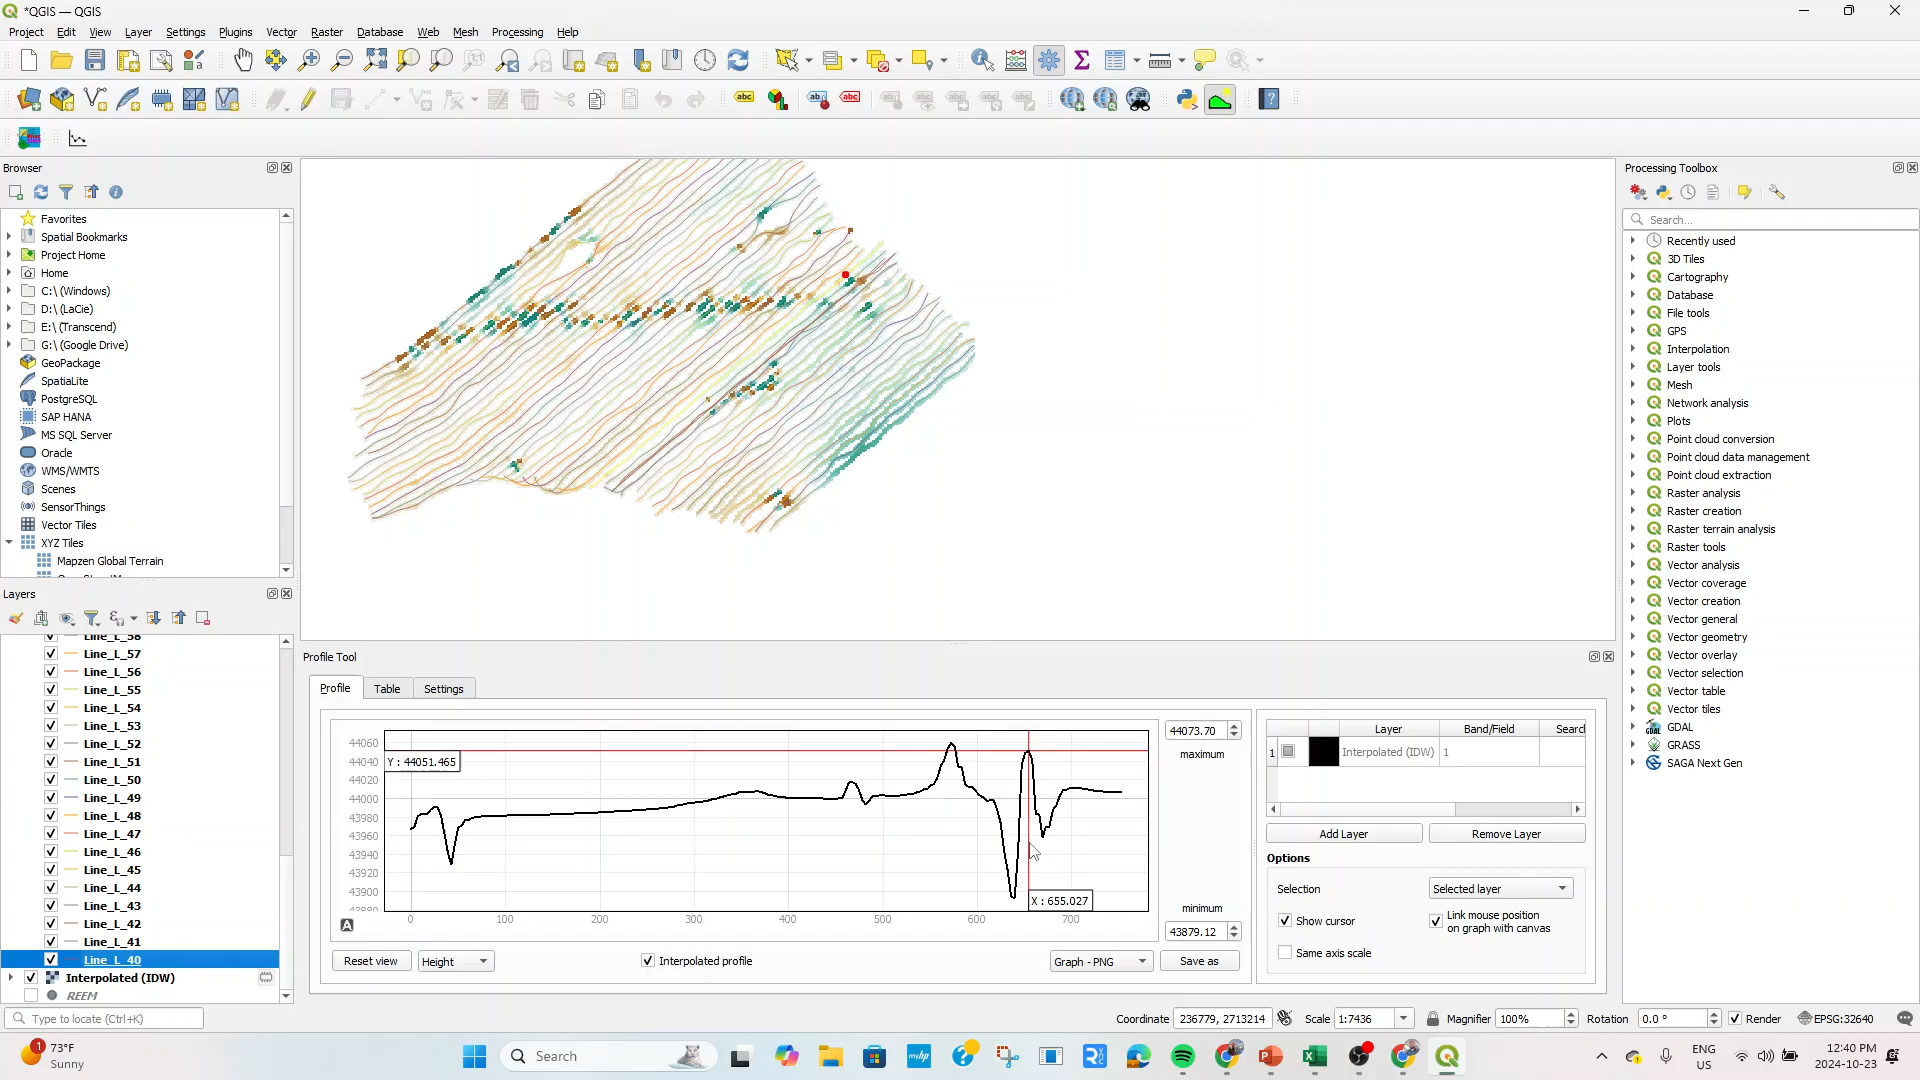 *QGIS — QGIS
Project Edit View Layer Settings Plugins Vector Raster Database Web Mesh Processing Help
Browser
Favorites
Spatial Bookmarks
Project Home
Home
C:\ (Windows)
D:\ (LaCie)
E:\ (Transcend)
G:\ (Google Drive)
GeoPackage
SpatiaLite
PostgreSQL
SAP HANA
MS SQL Server
Oracle
WMS/WMTS
Scenes
SensorThings
Vector Tiles
XYZ Tiles
Mapzen Global Terrain
Layers
Line_L_58
Line_L_57
Line_L_56
Line_L_55
Line_L_54
Line_L_53
Line_L_52
Line_L_51
Line_L_50
Line_L_49
Line_L_48
Line_L_47
Line_L_46
Line_L_45
Line_L_44
Line_L_43
Line_L_42
Line_L_41
Line_L_40
Interpolated (IDW)
REEM
Type to locate (Ctrl+K)
Profile Tool
Profile Table Settings
44060
44040
44020
44000
43980
43960
43940
43920
43900
43880
Y : 44051.465
X : 655.027
0 100 200 300 400 500 600 700
A
44073.70
maximum
minimum
43879.12
Reset view Height Interpolated profile Graph - PNG Save as
Layer Band/Field Search
1 Interpolated (IDW) 1
Add Layer Remove Layer
Options
Selection Selected layer
Show cursor
Link mouse position
on graph with canvas
Same axis scale
Processing Toolbox
Search...
Recently used
3D Tiles
Cartography
Database
File tools
GPS
Interpolation
Layer tools
Mesh
Network analysis
Plots
Point cloud conversion
Point cloud data management
Point cloud extraction
Raster analysis
Raster creation
Raster terrain analysis
Raster tools
Vector analysis
Vector coverage
Vector creation
Vector general
Vector geometry
Vector overlay
Vector selection
Vector table
Vector tiles
GDAL
GRASS
SAGA Next Gen
Coordinate 236779, 2713214 Scale 1:7436 Magnifier 100% Rotation 0.0 ° Render EPSG:32640
1
73°F
Sunny
Search
ENG
US
12:40 PM
2024-10-23